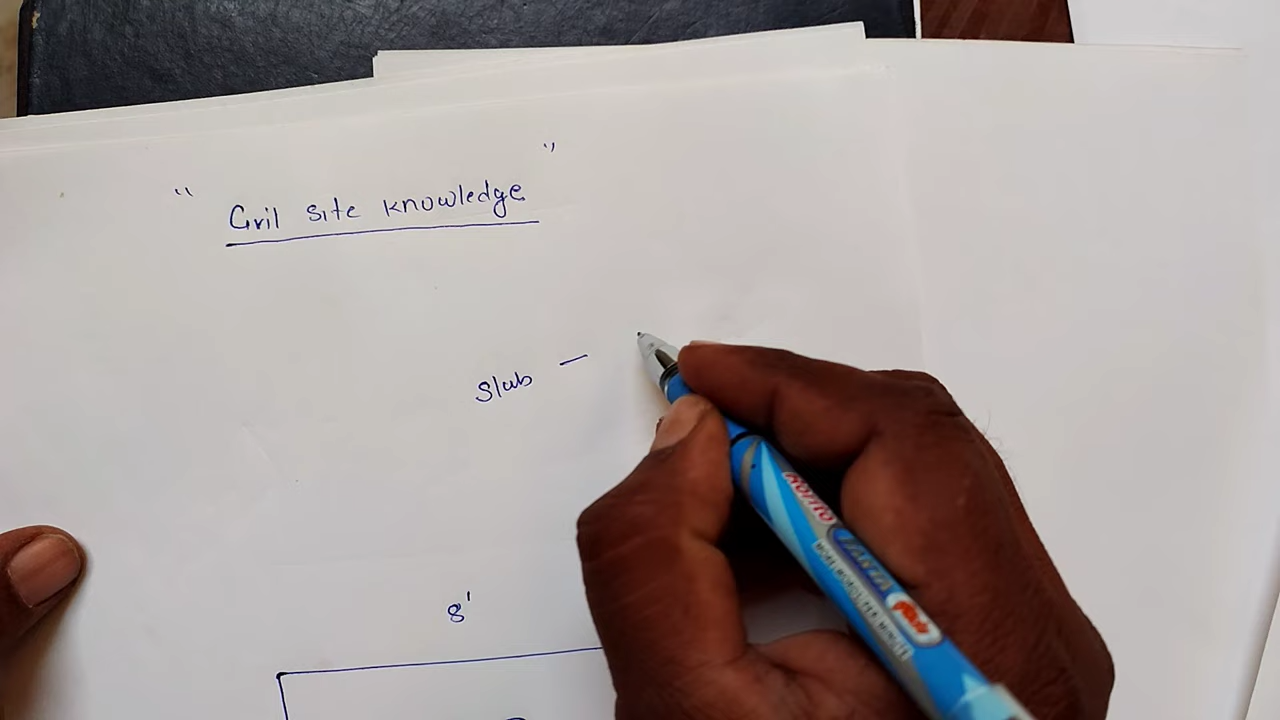 " Civil site knowledge "
Slab —
8'